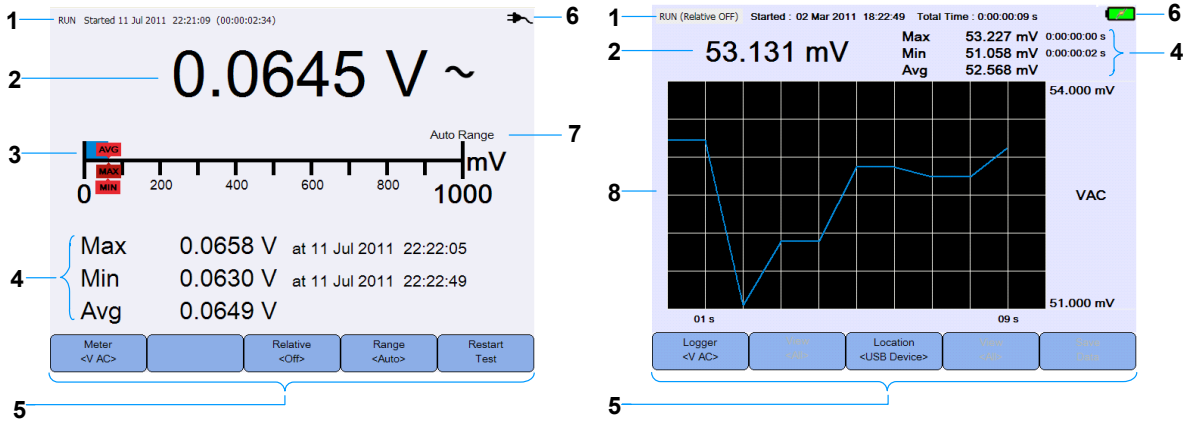 1
RUN Started 11 Jul 2011 22:21:09 (00:00:02:34)
6
2
0.0645 V ~
Auto Range
7
3
AVG
MAX
MIN
mV
0
200
400
600
800
1000
4
Max 0.0658 V at 11 Jul 2011 22:22:05
Min 0.0630 V at 11 Jul 2011 22:22:49
Avg 0.0649 V
Meter
<V AC>
Relative
<Off>
Range
<Auto>
Restart
Test
5
1
RUN (Relative OFF) Started : 02 Mar 2011 18:22:49 Total Time : 0:00:00:09 s
6
2
53.131 mV
Max 53.227 mV 0:00:00:00 s
Min 51.058 mV 0:00:00:02 s
Avg 52.568 mV
4
54.000 mV
8
VAC
51.000 mV
01 s
09 s
Logger
<V AC>
<All>
Location
<USB Device>
<All>
Save
Data
5